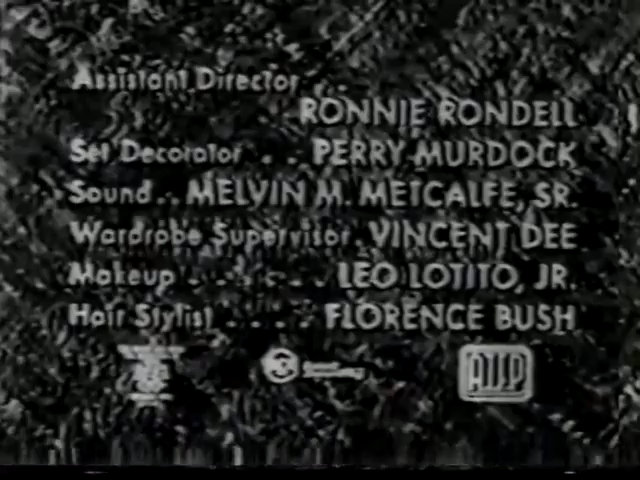 Assistant Director
RONNIE RONDELL
Set Decorator . . PERRY MURDOCK
Sound . . MELVIN M. METCALFE, SR.
Wardrobe Supervisor . VINCENT DEE
Makeup . . . . . LEO LOTITO, JR.
Hair Stylist . . . . FLORENCE BUSH